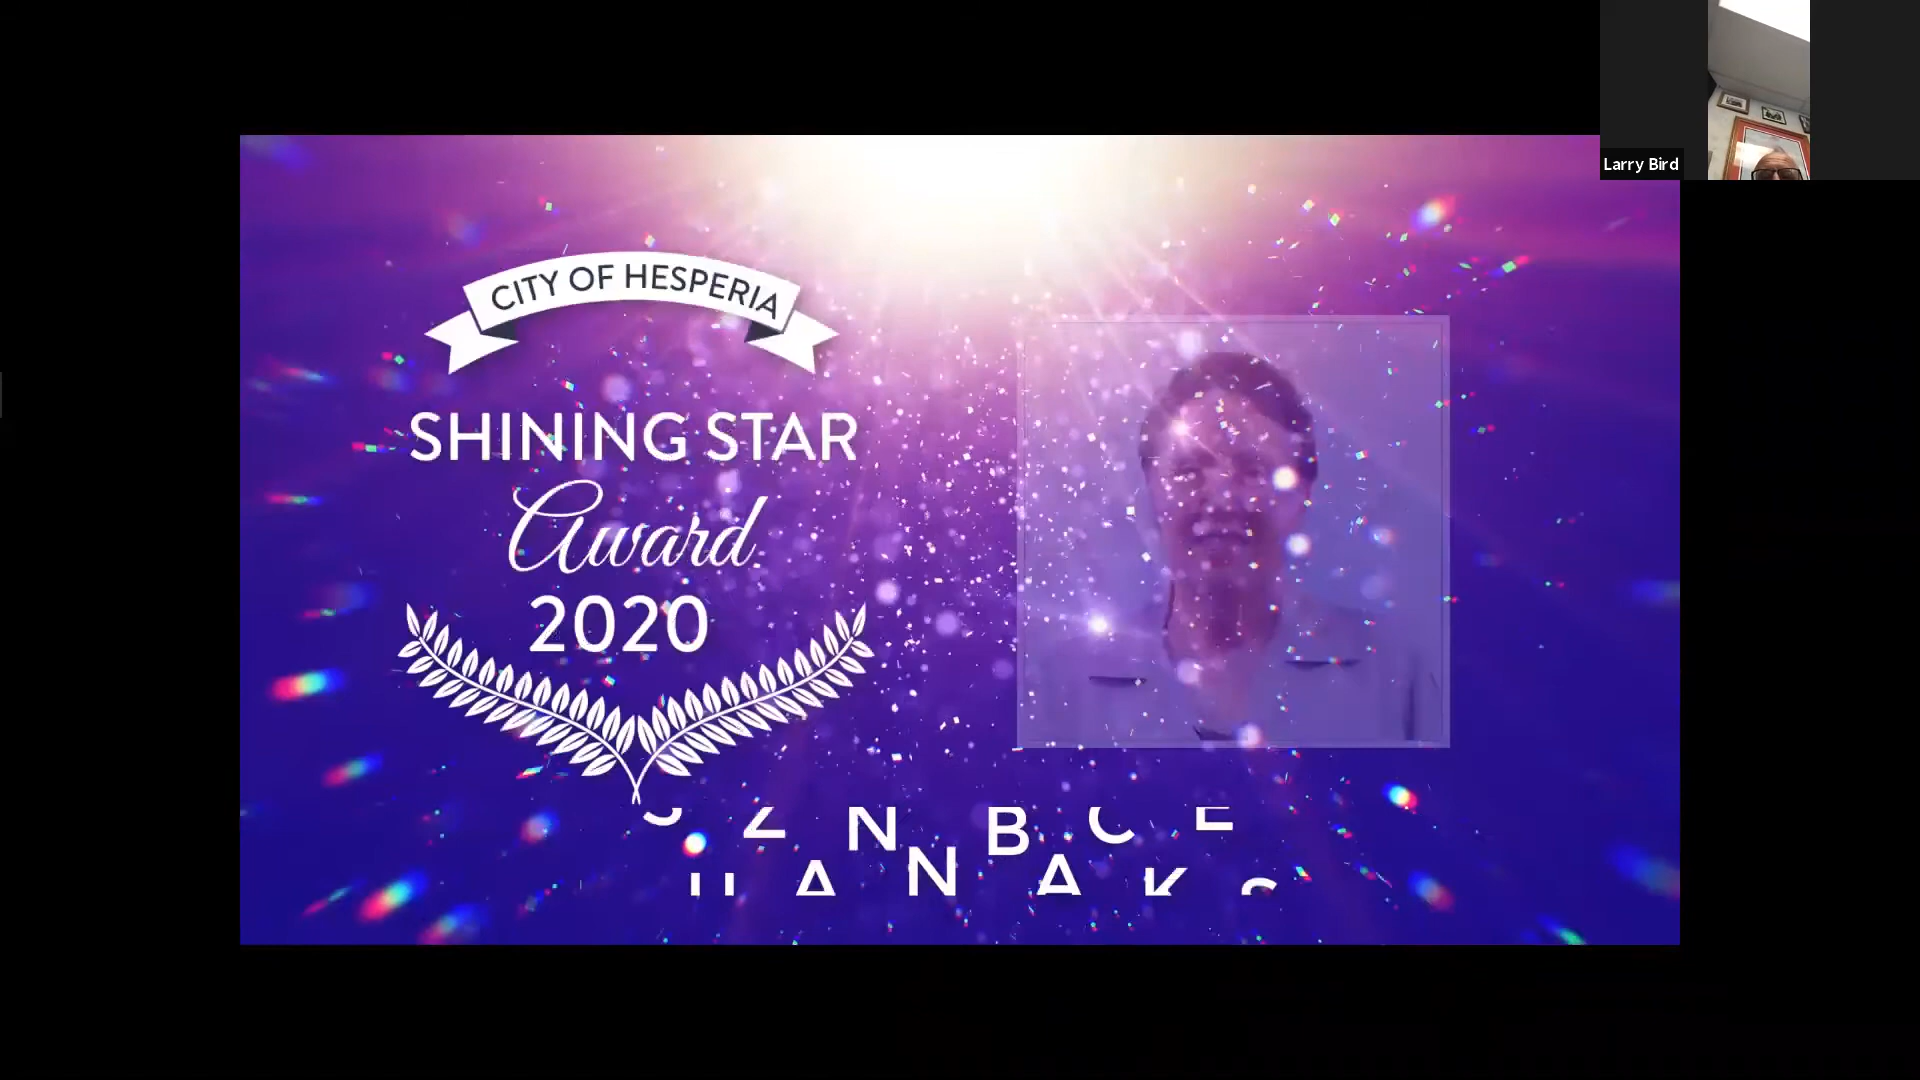 Larry Bird
CITY OF HESPERIA
SHINING STAR
Award
2020